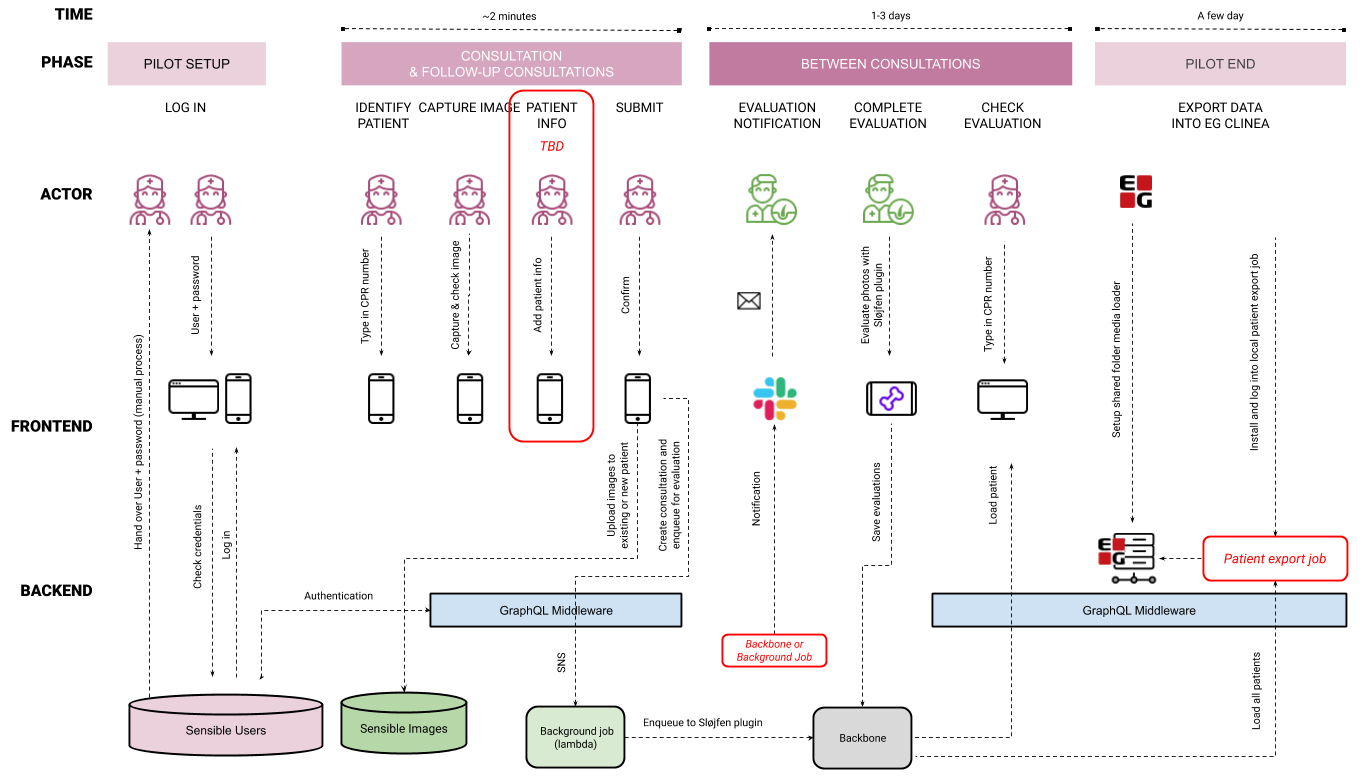 TIME
~2 minutes
1-3 days
A few day
PHASE
PILOT SETUP
CONSULTATION
& FOLLOW-UP CONSULTATIONS
BETWEEN CONSULTATIONS
PILOT END
LOG IN
IDENTIFY
PATIENT
CAPTURE IMAGE
PATIENT
INFO
TBD
SUBMIT
EVALUATION
NOTIFICATION
COMPLETE
EVALUATION
CHECK
EVALUATION
EXPORT DATA
INTO EG CLINEA
ACTOR
E
G
Hand over User + password (manual process)
User + password
Type in CPR number
Capture & check image
Add patient info
Confirm
Evaluate photos with
Sløjfen plugin
Type in CPR number
Setup shared folder media loader
Install and log into local patient export job
FRONTEND
Check credentials
Log in
Upload images to
existing or new patient
Create consultation and
enqueue for evaluation
Notification
Save evaluations
Load patient
E
G
Patient export job
BACKEND
Authentication
GraphQL Middleware
GraphQL Middleware
Backbone or
Background Job
SNS
Load all patients
Sensible Users
Sensible Images
Background job
(lambda)
Enqueue to Sløjfen plugin
Backbone